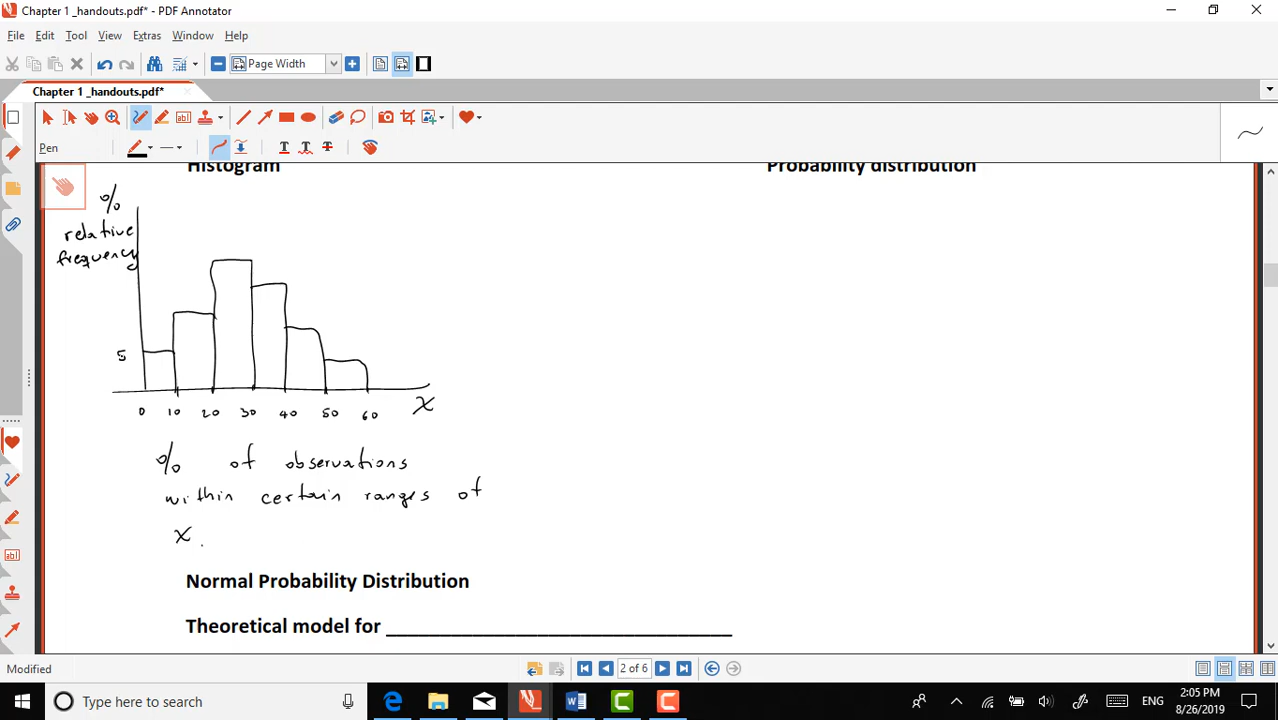 Chapter 1 _handouts.pdf* - PDF Annotator
File Edit Tool View Extras Window Help
Page Width
Chapter 1 _handouts.pdf*
Pen
Histogram Probability distribution
%
relative
frequency
5
0 10 20 30 40 50 60 X
% of observations
within certain ranges of
X.
Normal Probability Distribution
Theoretical model for _______________________________
Modified 2 of 6
Type here to search ENG 2:05 PM
8/26/2019